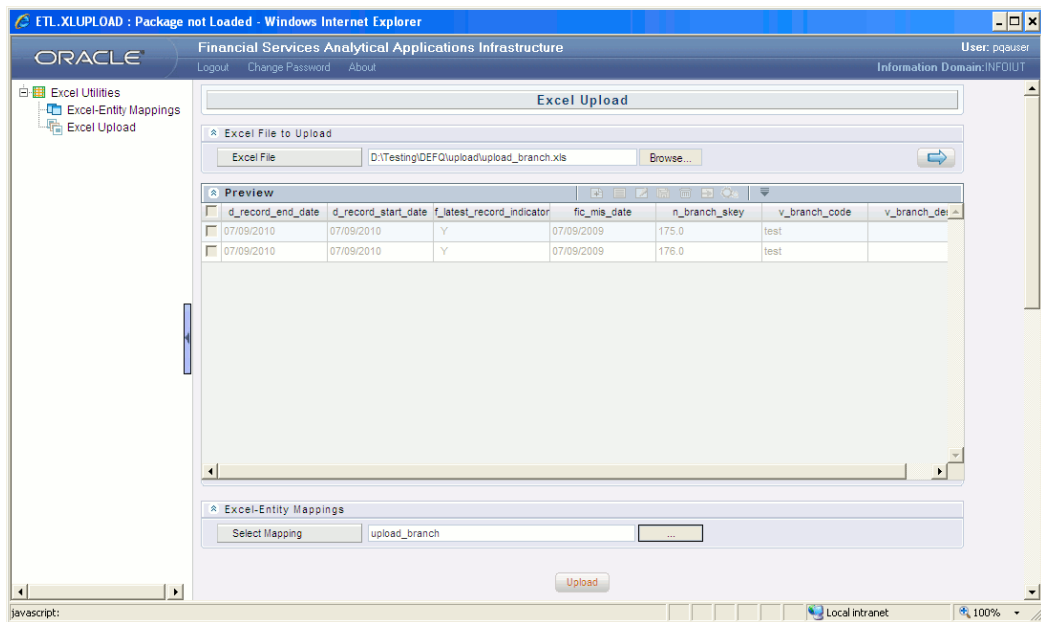 ETL.XLUPLOAD : Package not Loaded - Windows Internet Explorer
ORACLE
Financial Services Analytical Applications Infrastructure
User: pqauser
Logout Change Password About
Information Domain:INFOIUT
Excel Utilities
Excel-Entity Mappings
Excel Upload
Excel Upload
Excel File to Upload
Excel File D:\Testing\DEFQ\upload\upload_branch.xls Browse...
Preview
d_record_end_date d_record_start_date f_latest_record_indicator fic_mis_date n_branch_skey v_branch_code v_branch_des
07/09/2010 07/09/2010 Y 07/09/2009 175.0 test
07/09/2010 07/09/2010 Y 07/09/2009 176.0 test
Excel-Entity Mappings
Select Mapping upload_branch ...
Upload
javascript: Local intranet 100%